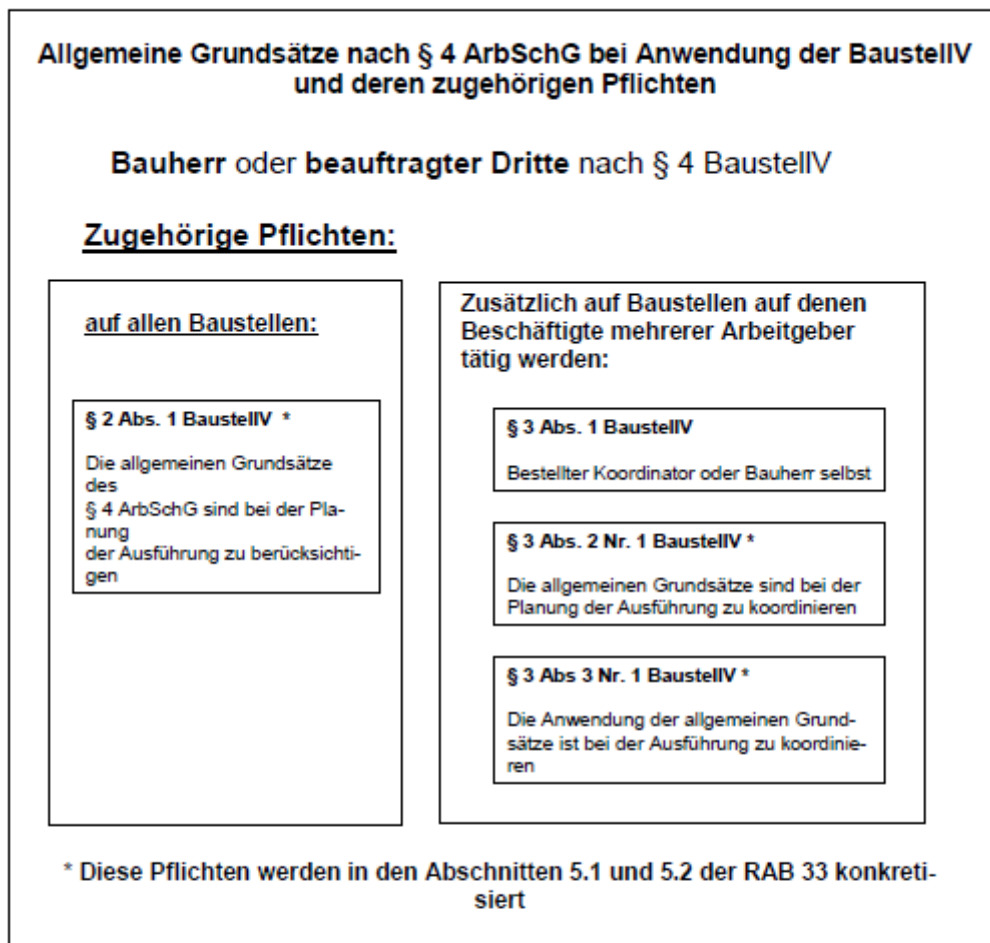 Allgemeine Grundsätze nach § 4 ArbSchG bei Anwendung der BaustellV
und deren zugehörigen Pflichten
Bauherr oder beauftragter Dritte nach § 4 BaustellV
Zugehörige Pflichten:
auf allen Baustellen:
§ 2 Abs. 1 BaustellV *
Die allgemeinen Grundsätze
des
§ 4 ArbSchG sind bei der Pla-
nung
der Ausführung zu berücksichti-
gen
Zusätzlich auf Baustellen auf denen
Beschäftigte mehrerer Arbeitgeber
tätig werden:
§ 3 Abs. 1 BaustellV
Bestellter Koordinator oder Bauherr selbst
§ 3 Abs. 2 Nr. 1 BaustellV *
Die allgemeinen Grundsätze sind bei der
Planung der Ausführung zu koordinieren
§ 3 Abs 3 Nr. 1 BaustellV *
Die Anwendung der allgemeinen Grund-
sätze ist bei der Ausführung zu koordinie-
ren
* Diese Pflichten werden in den Abschnitten 5.1 und 5.2 der RAB 33 konkreti-
siert